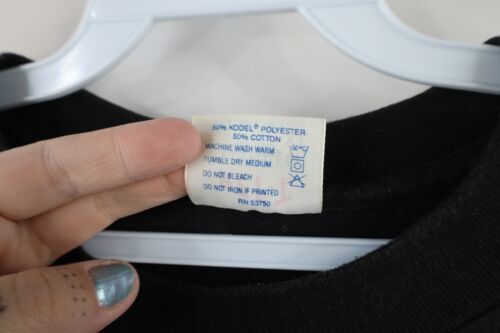 50% KODEL® POLYESTER
50% COTTON
MACHINE WASH WARM
TUMBLE DRY MEDIUM
DO NOT BLEACH
DO NOT IRON IF PRINTED
RN 53750
50°C